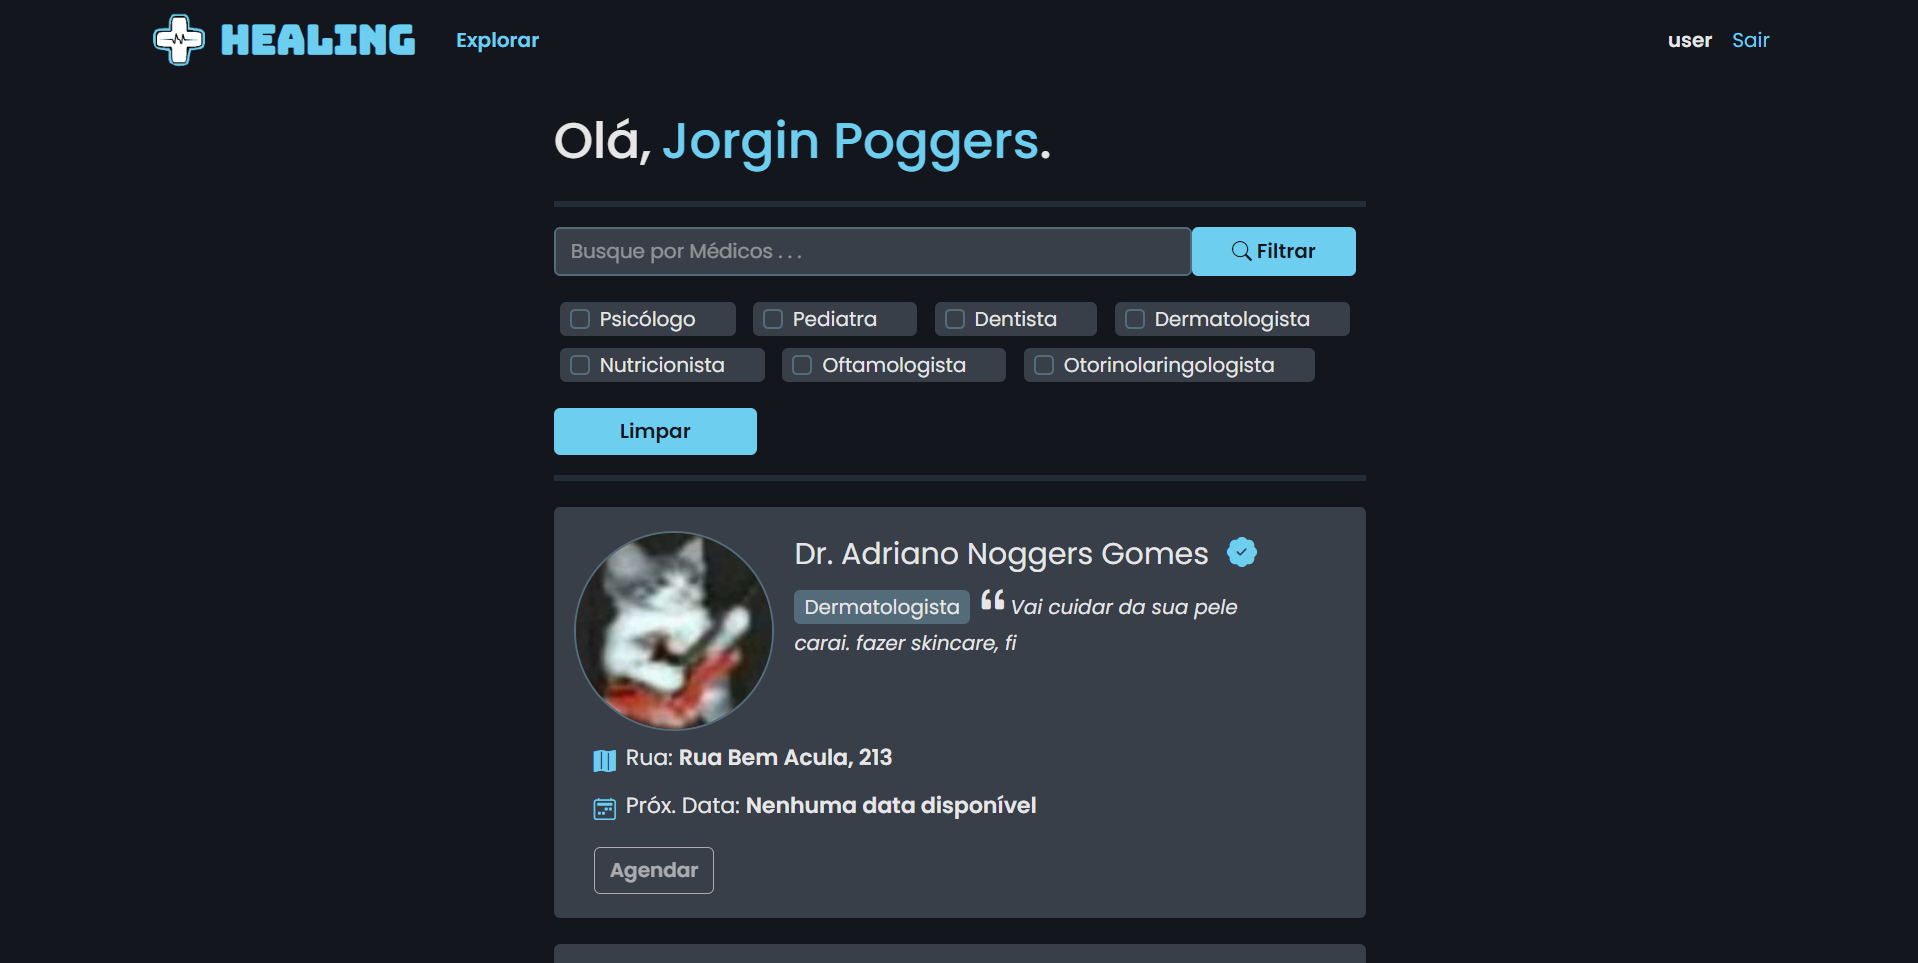 HEALING Explorar user Sair
Olá, Jorgin Poggers.
Busque por Médicos . . . Filtrar
Psicólogo Pediatra Dentista Dermatologista
Nutricionista Oftamologista Otorinolaringologista
Limpar
Dr. Adriano Noggers Gomes
Dermatologista “ Vai cuidar da sua pele
carai. fazer skincare, fi
Rua: Rua Bem Acula, 213
Próx. Data: Nenhuma data disponível
Agendar